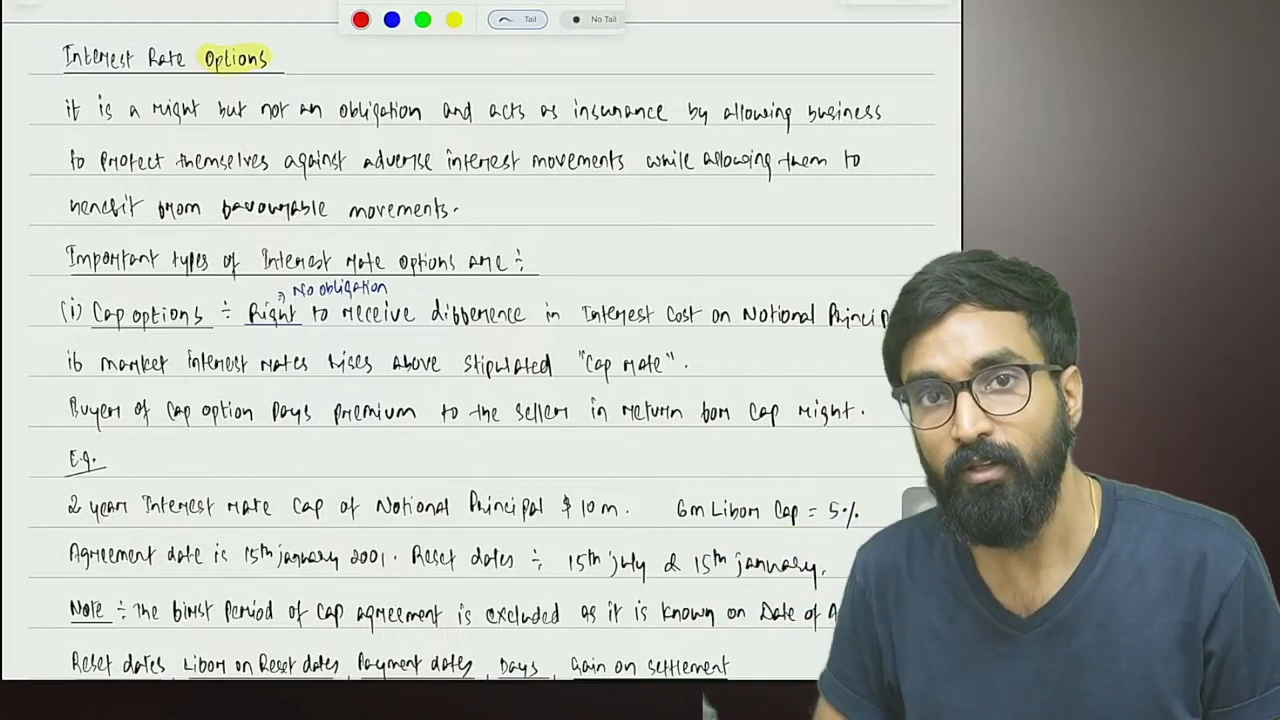 Tail
No Tail
Interest Rate Options
it is a right but not an obligation and acts as insurance by allowing business
to protect themselves against adverse interest movements while allowing them to
benefit from favourable movements.
Important types of Interest rate options are :
No obligation
(i) Cap options ÷ Right to receive difference in Interest Cost on Notional
if market interest rates rises above stipulated "Cap rate".
Buyer of Cap option pays premium to the seller in return for cap right.
E.g.
2 year Interest rate cap of Notional Principal $ 10m. 6m Libor Cap = 5%
Agreement date is 15th january 2001. Reset dates ÷ 15th july & 15th january.
Note ÷ The first period of cap agreement is excluded as it is known on Date of
Reset dates, Libor on Reset dates, Payment dates, Days, Gain on settlement